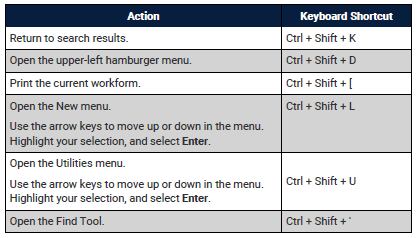 Action Keyboard Shortcut
Return to search results. Ctrl + Shift + K
Open the upper-left hamburger menu. Ctrl + Shift + D
Print the current workform. Ctrl + Shift + [
Open the New menu. Ctrl + Shift + L
Use the arrow keys to move up or down in the menu.
Highlight your selection, and select Enter.
Open the Utilities menu.
Use the arrow keys to move up or down in the menu. Ctrl + Shift + U
Highlight your selection, and select Enter.
Open the Find Tool. Ctrl + Shift + `